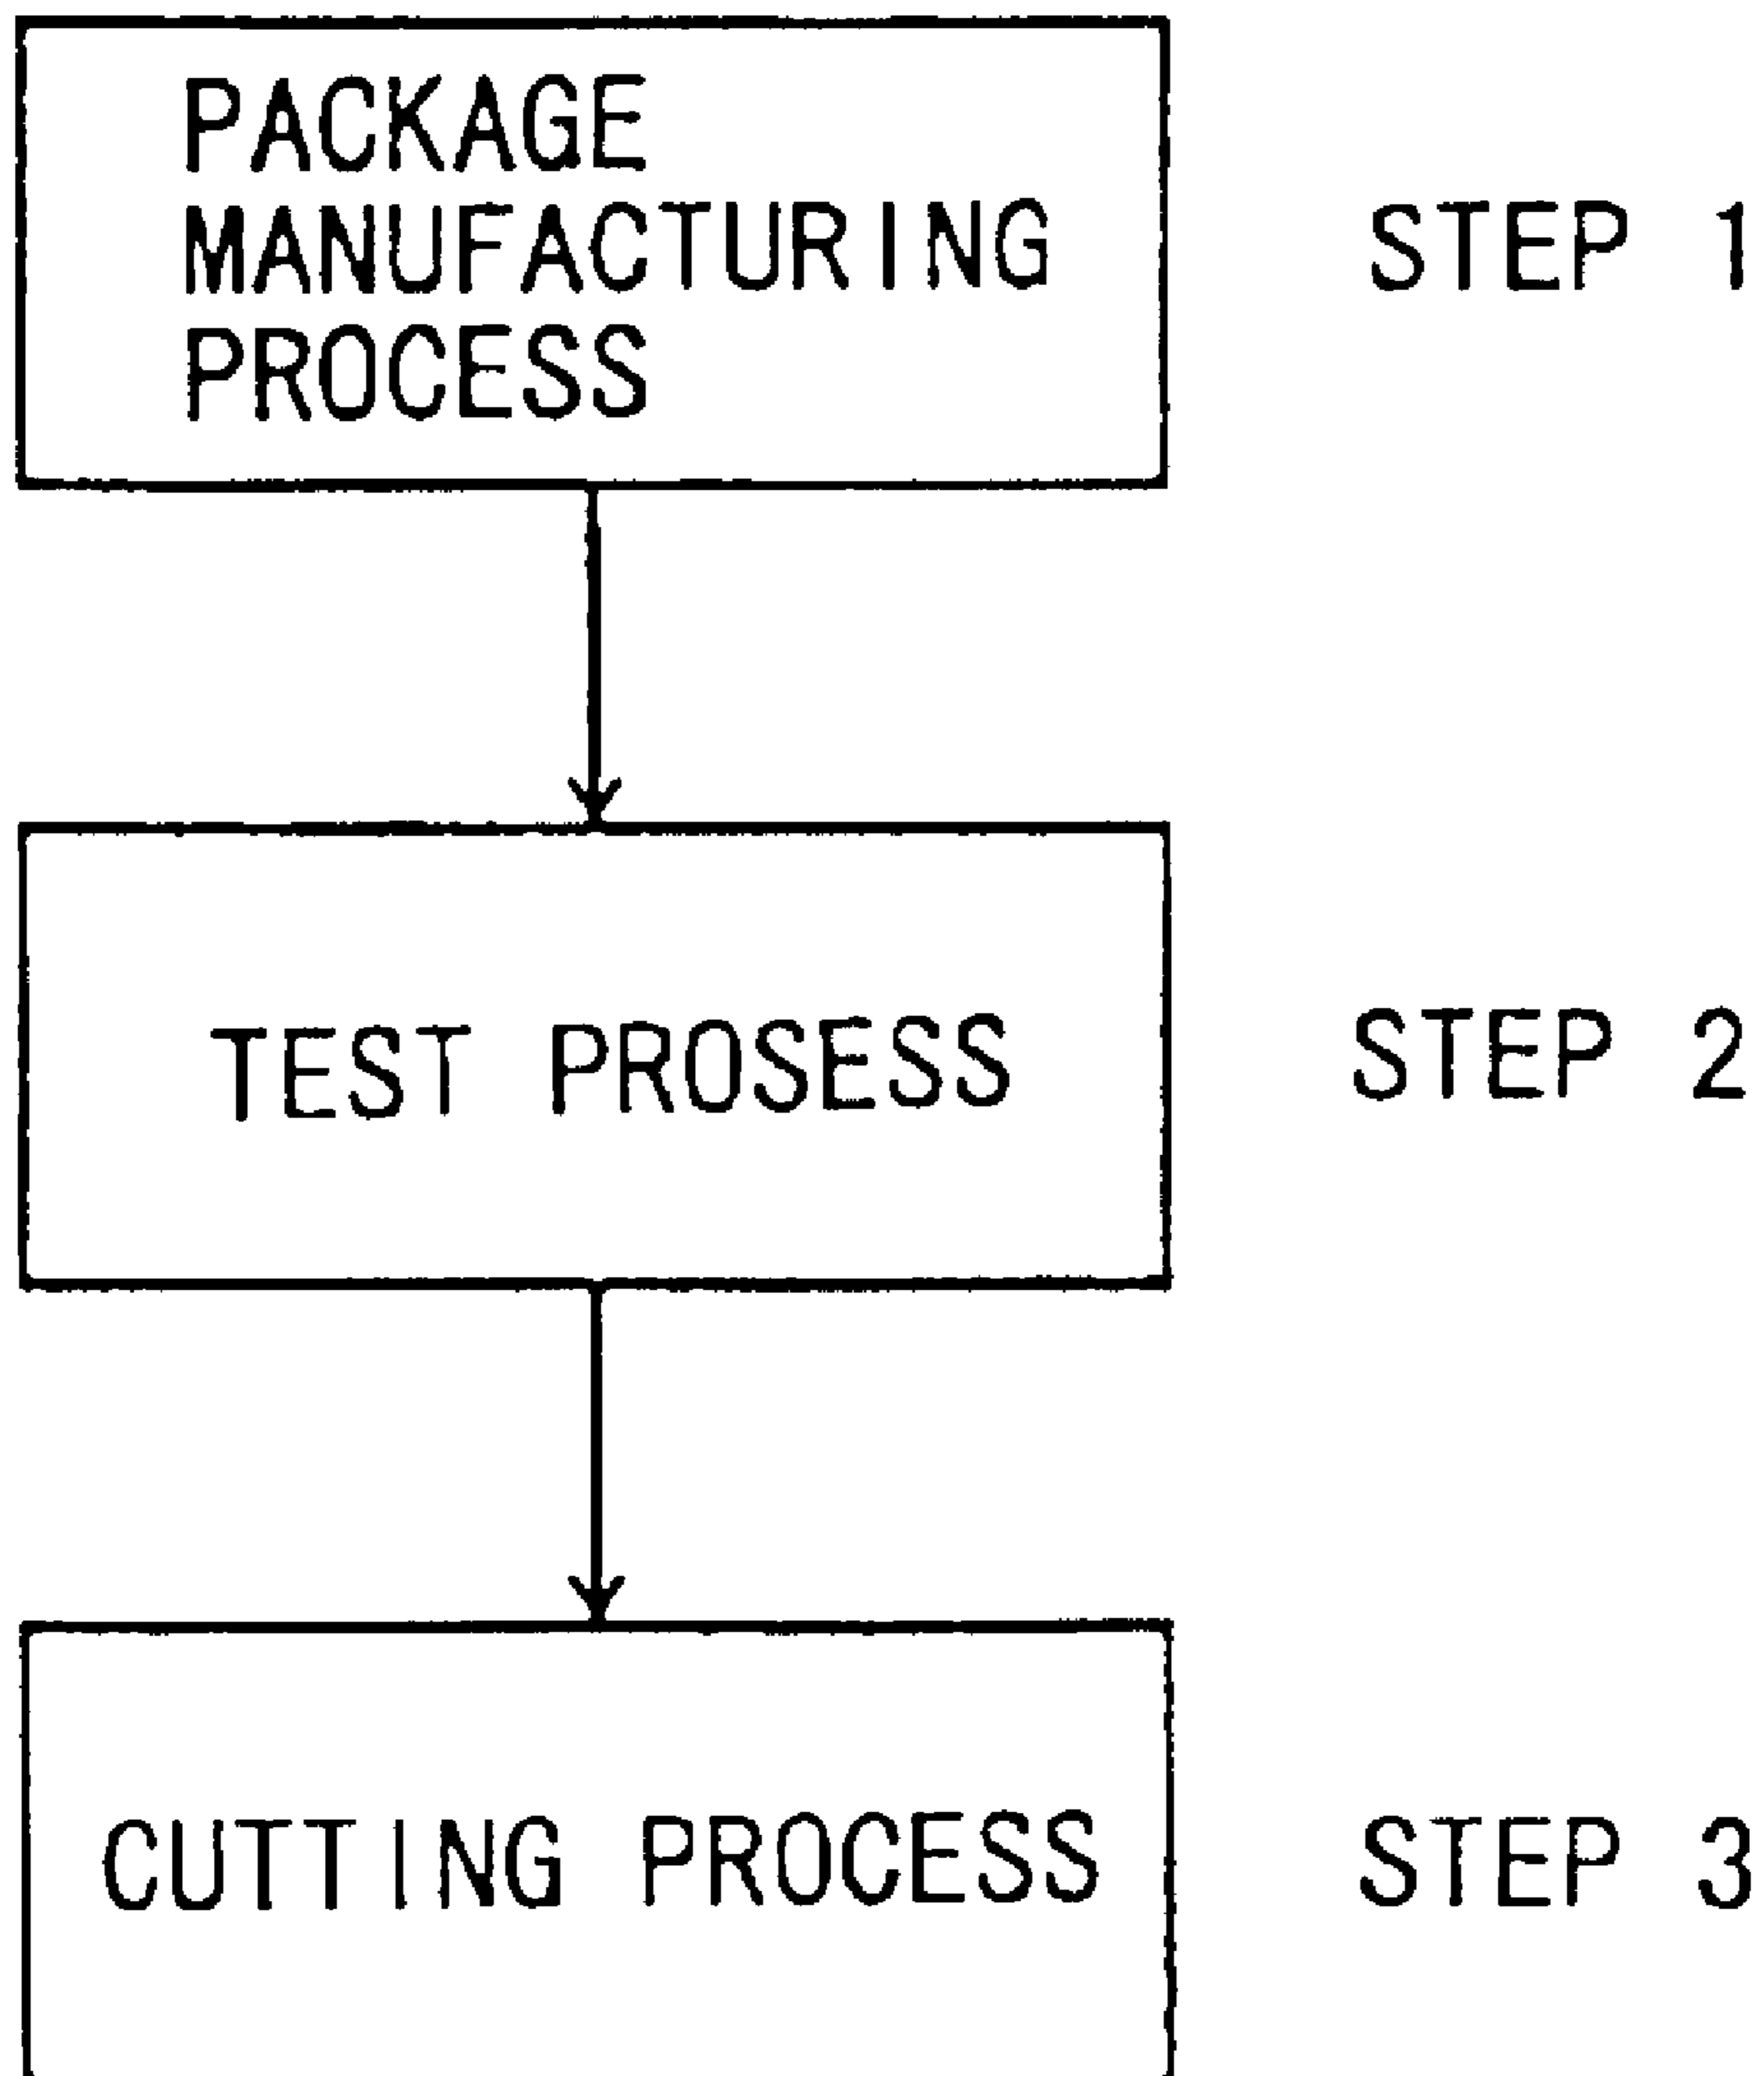 PACKAGE
MANUFACTURING
PROCESS
STEP 1
TEST PROSESS
STEP 2
CUTTING PROCESS
STEP 3